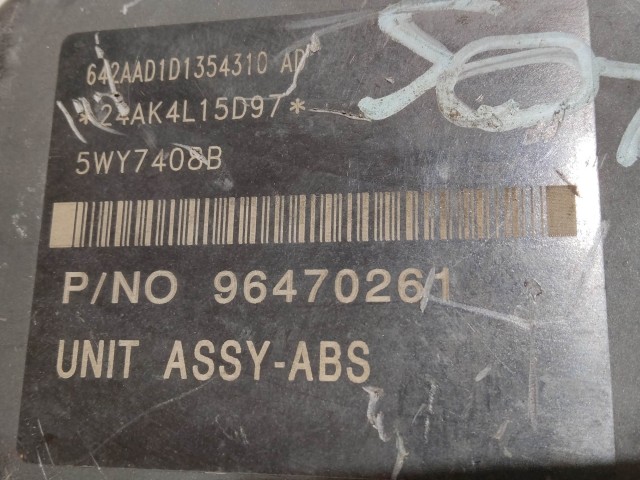 642AAD1D1354310 AD
*24AK4L15D97*
5WY7408B
P/NO 96470261
UNIT ASSY-ABS